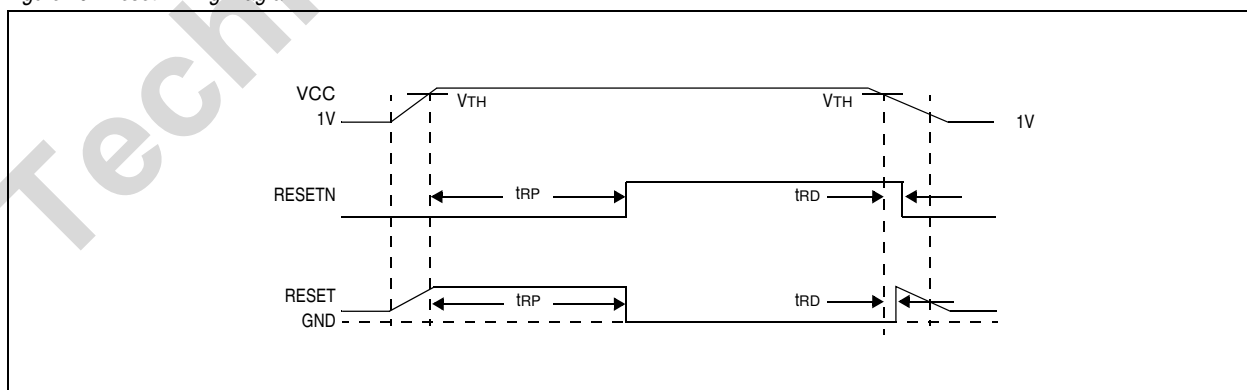 VCC
VTH
VTH
1V
1V
RESETN
tRP
tRD
RESET
tRP
tRD
GND